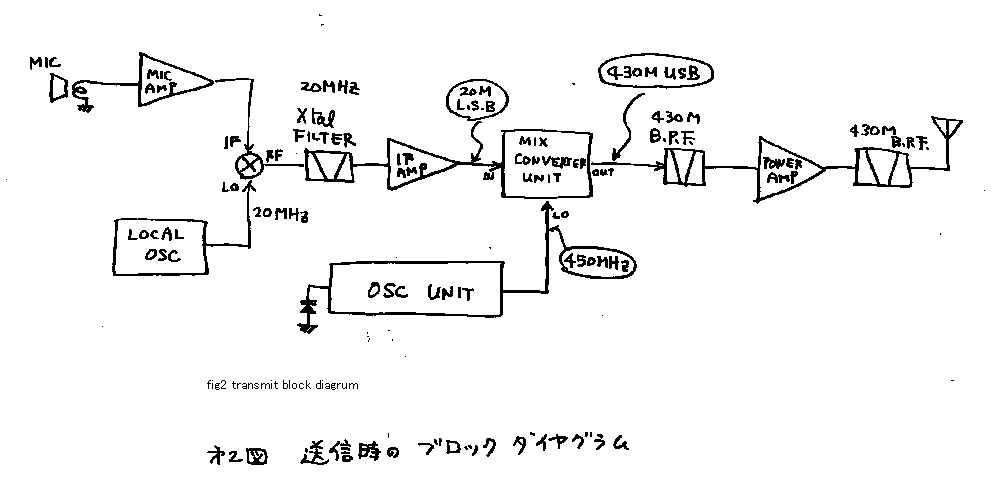 MIC
MIC
AMP
IF
RF
LO
20MHz
LOCAL
OSC
20MHz
Xtal
FILTER
IF
AMP
20M
L.S.B
IN
MIX
CONVERTER
UNIT
OUT
LO
450MHz
OSC UNIT
430M USB
430M
B.P.F.
POWER
AMP
430M
B.P.F.
fig2 transmit block diagrum
才2図 送信時の ブロック ダイヤグラム